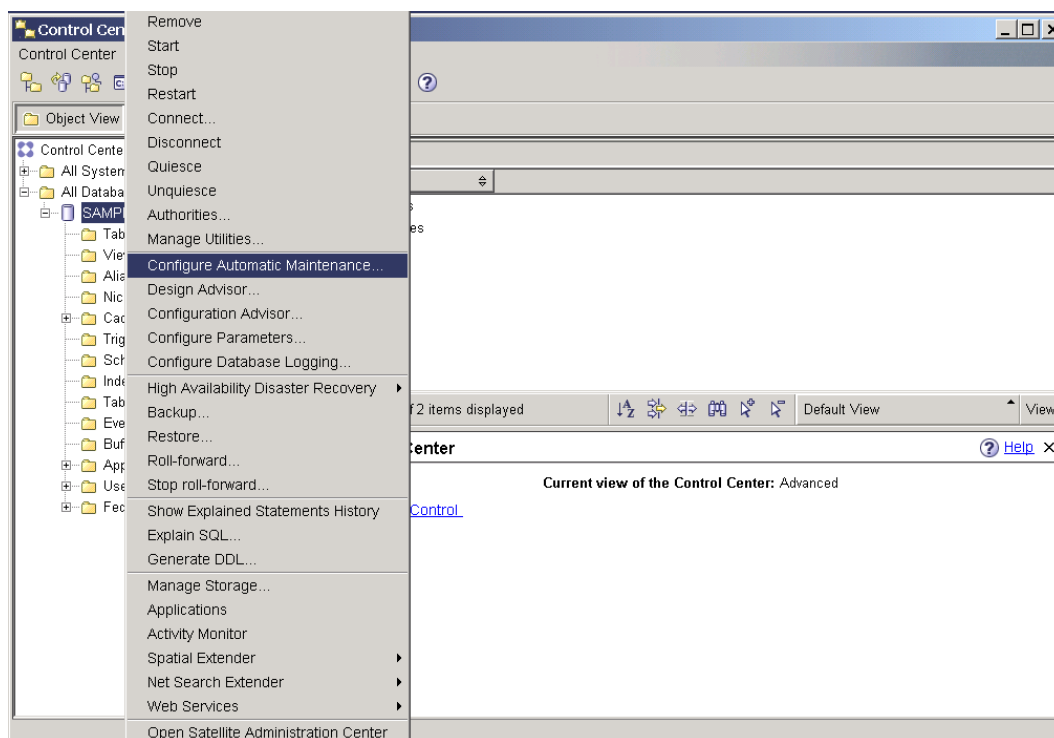 Control Cen
Control Center
Object View
Control Cente
All System
All Databa
SAMP
Tab
Vie
Alia
Nic
Cac
Trig
Sch
Inde
Tab
Eve
Buf
App
Use
Fed
Remove
Start
Stop
Restart
Connect...
Disconnect
Quiesce
Unquiesce
Authorities...
Manage Utilities...
Configure Automatic Maintenance...
Design Advisor...
Configuration Advisor...
Configure Parameters...
Configure Database Logging...
High Availability Disaster Recovery
Backup...
Restore...
Roll-forward...
Stop roll-forward...
Show Explained Statements History
Explain SQL...
Generate DDL...
Manage Storage...
Applications
Activity Monitor
Spatial Extender
Net Search Extender
Web Services
Open Satellite Administration Center
es
f 2 items displayed
Default View
View
Center
Help
Current view of the Control Center: Advanced
Control